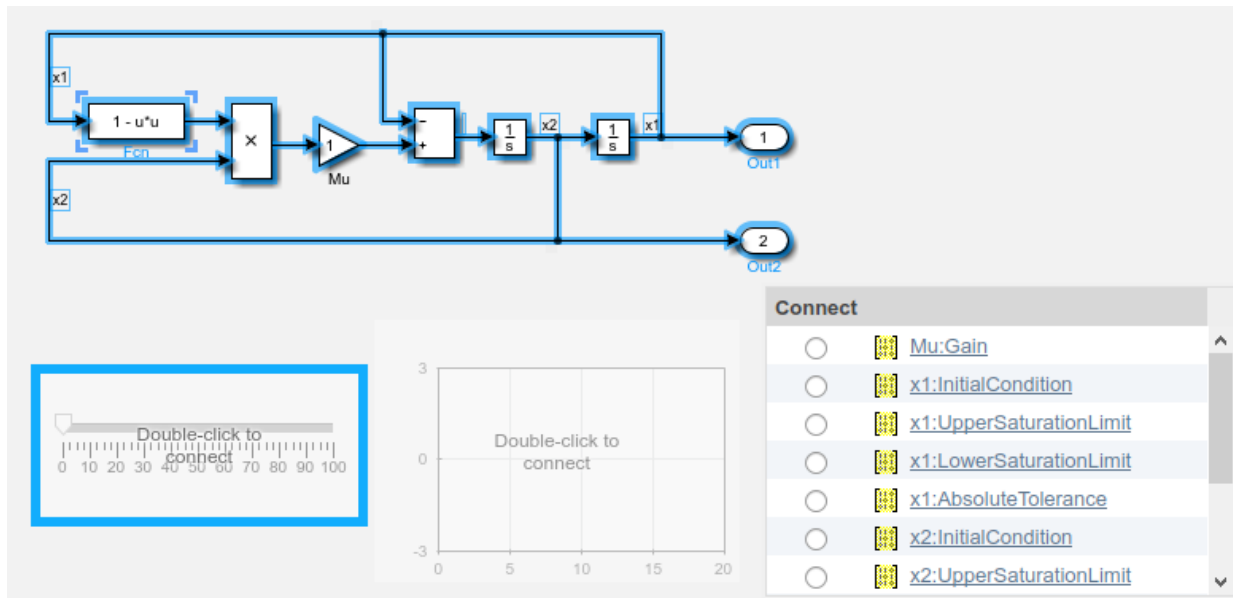 x1
1 - u*u
Fcn
×
1
Mu
−
+
1
s
x2
1
s
x1
1
Out1
x2
2
Out2
Double-click to
connect
0 10 20 30 40 50 60 70 80 90 100
3
0
-3
Double-click to
connect
0 5 10 15 20
Connect
Mu:Gain
x1:InitialCondition
x1:UpperSaturationLimit
x1:LowerSaturationLimit
x1:AbsoluteTolerance
x2:InitialCondition
x2:UpperSaturationLimit